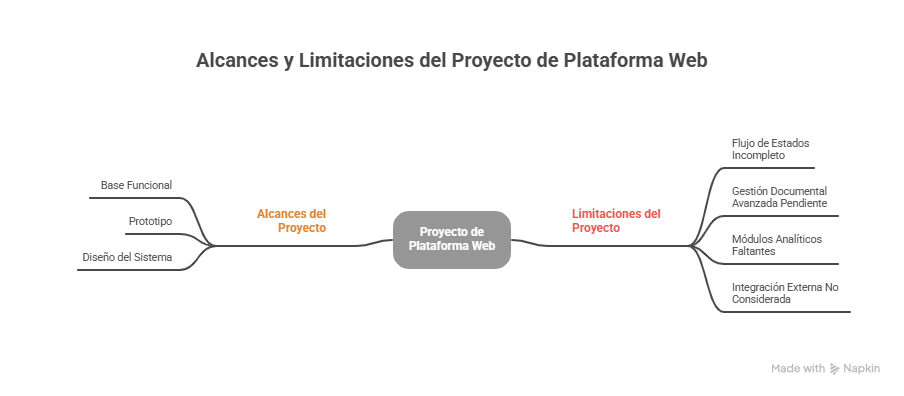 Alcances y Limitaciones del Proyecto de Plataforma Web
Base Funcional
Prototipo
Diseño del Sistema
Alcances del
Proyecto
Proyecto de
Plataforma Web
Limitaciones del
Proyecto
Flujo de Estados
Incompleto
Gestión Documental
Avanzada Pendiente
Módulos Analíticos
Faltantes
Integración Externa No
Considerada
Made with Napkin